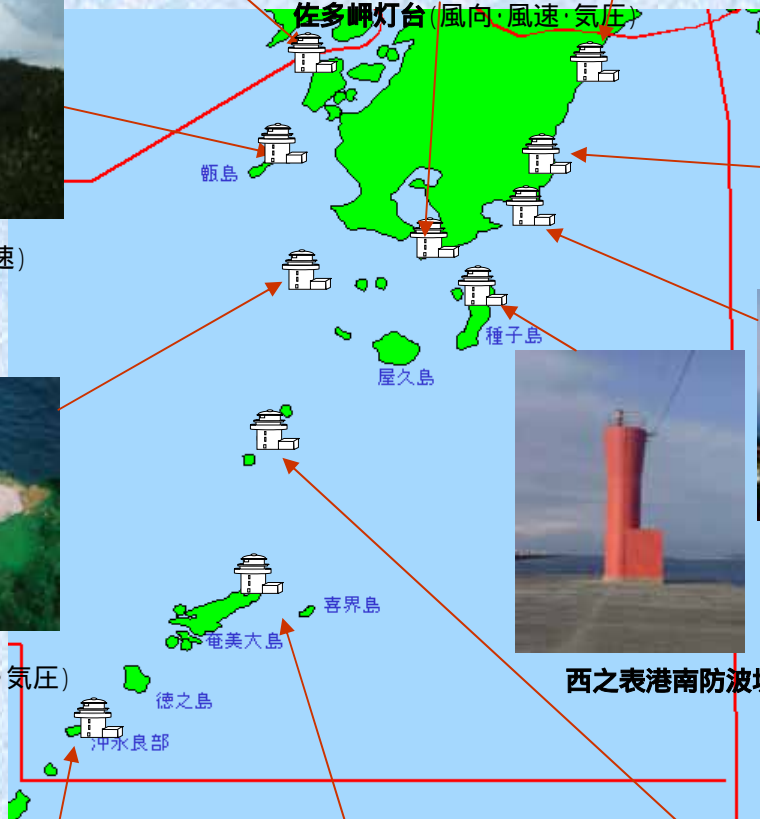 佐多岬灯台(風向・風速・気圧)
甑島
速)
種子島
屋久島
喜界島
奄美大島
気圧)
西之表港南防波
徳之島
沖永良部